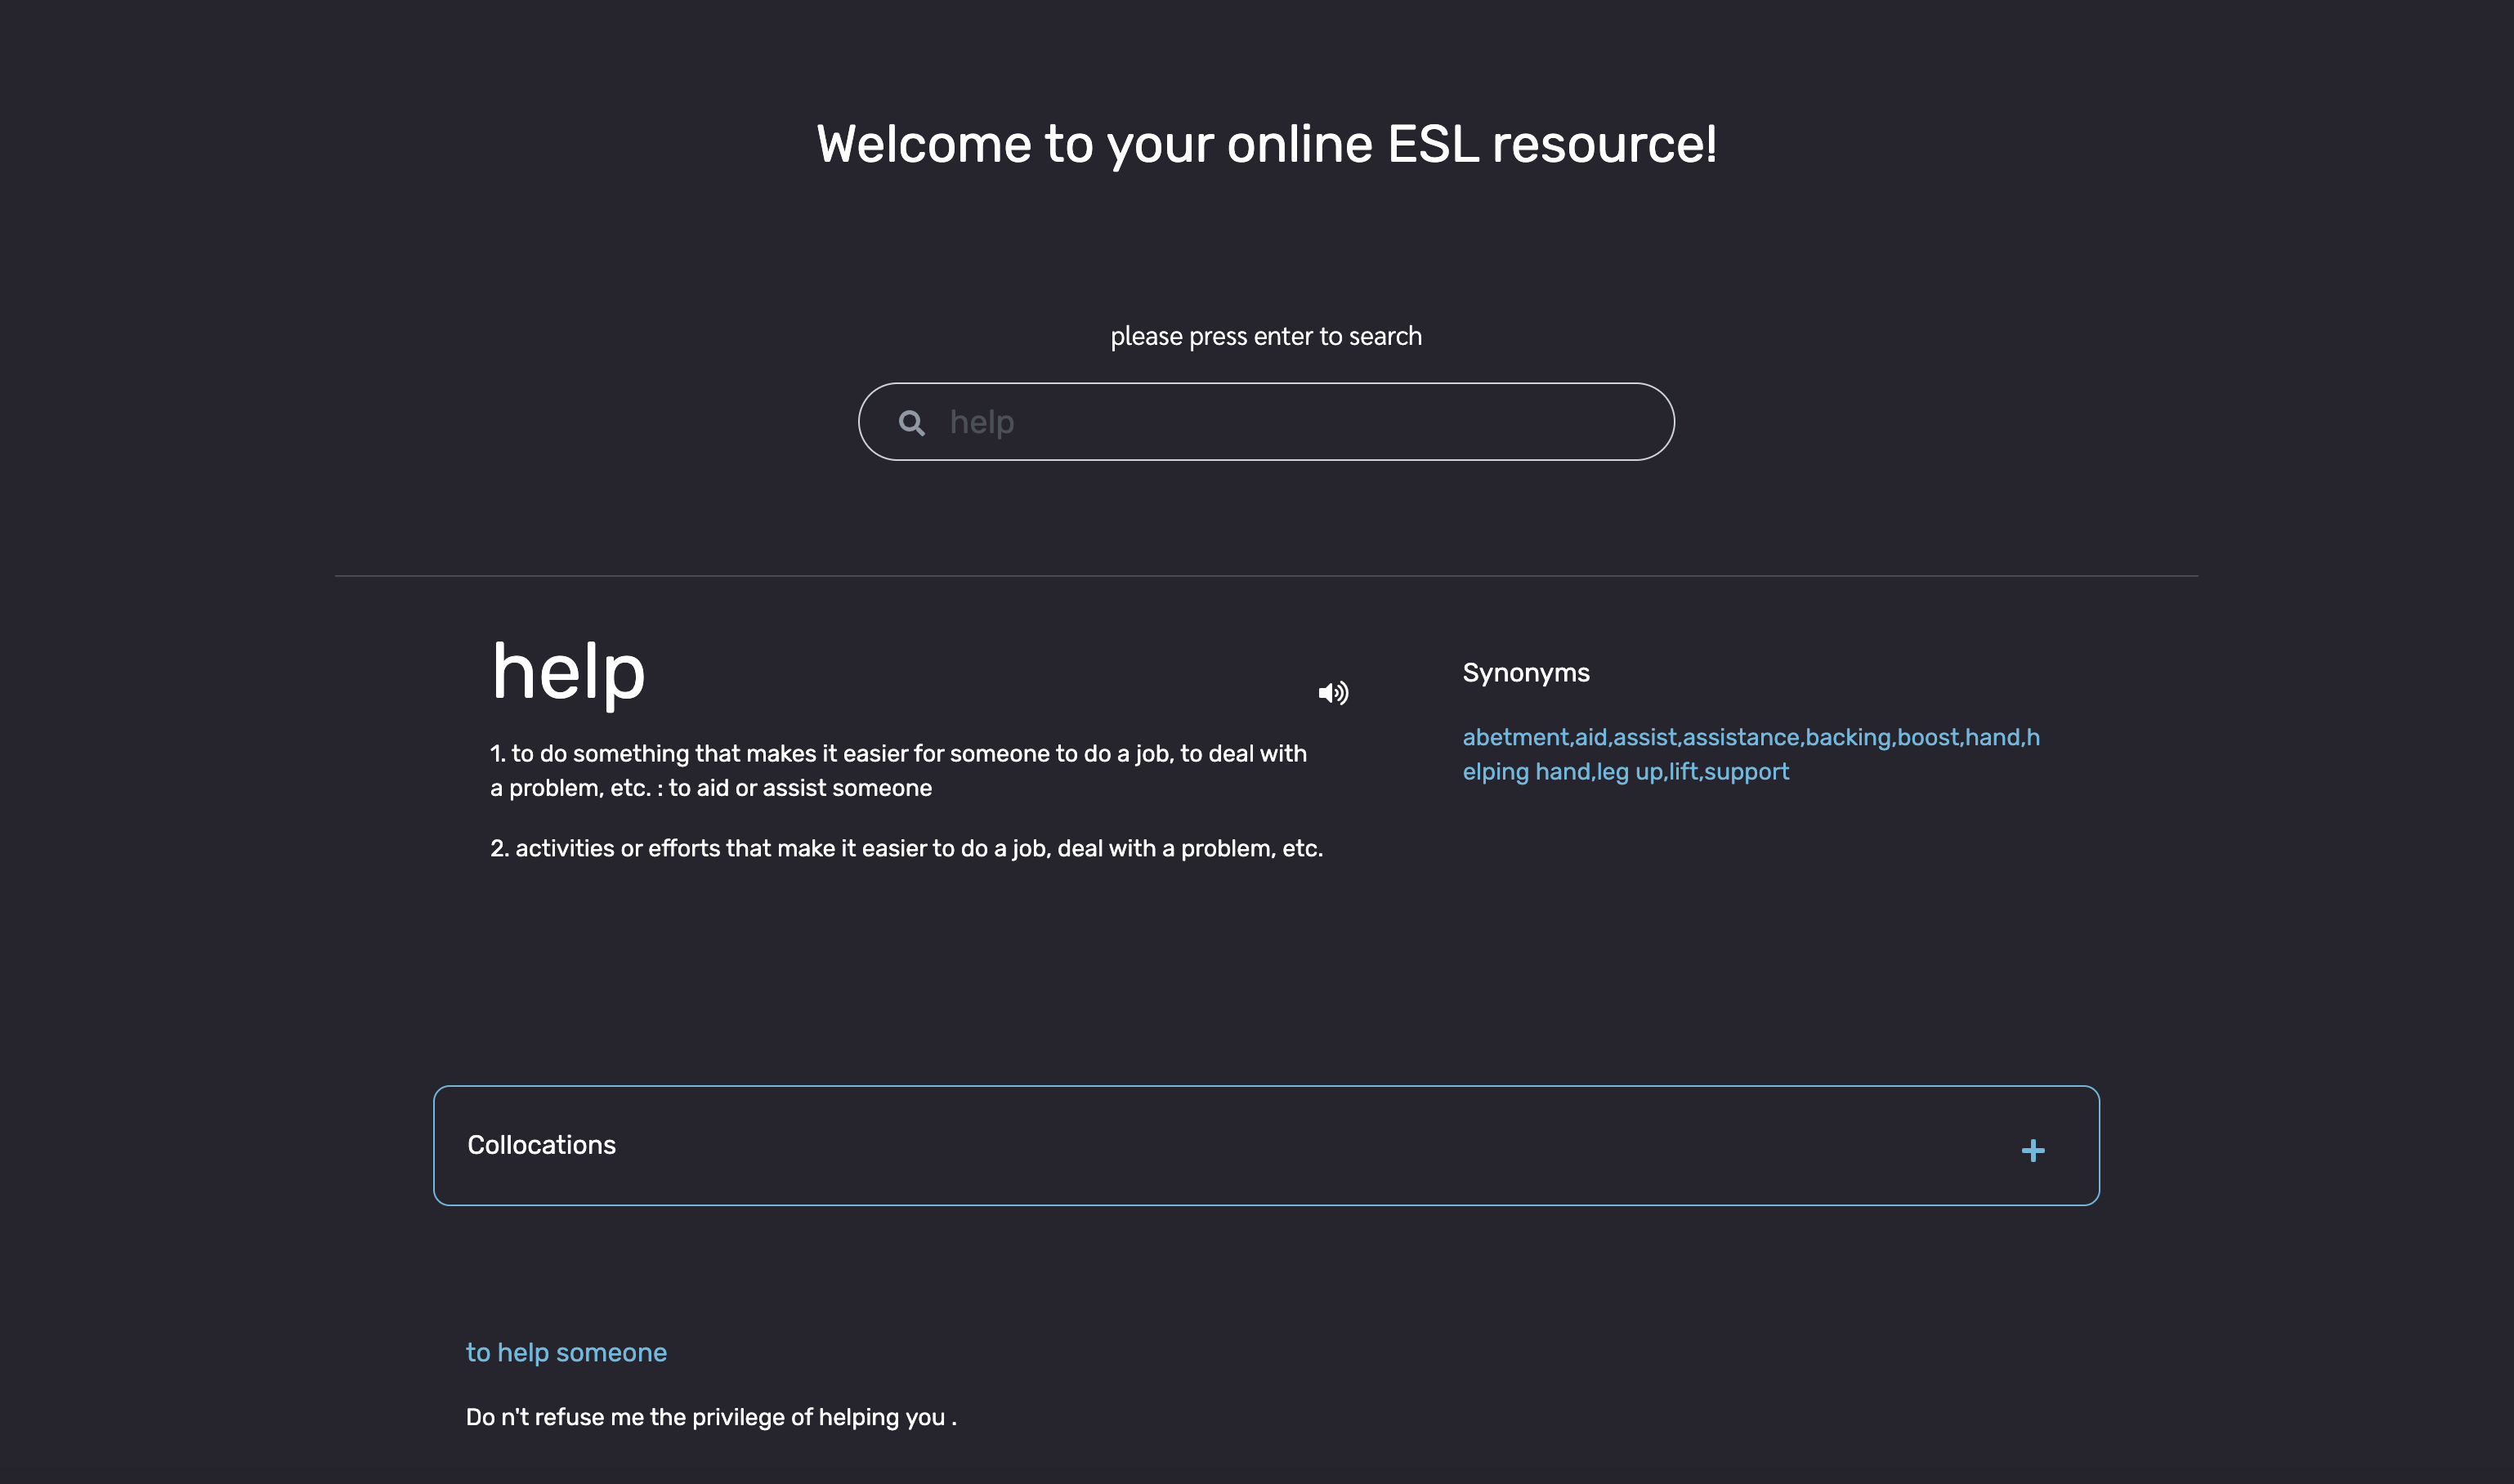 Welcome to your online ESL resource!
please press enter to search
help
help
1. to do something that makes it easier for someone to do a job, to deal with
a problem, etc. : to aid or assist someone
2. activities or efforts that make it easier to do a job, deal with a problem, etc.
Synonyms
abetment,aid,assist,assistance,backing,boost,hand,h
elping hand,leg up,lift,support
Collocations
to help someone
Do n't refuse me the privilege of helping you .